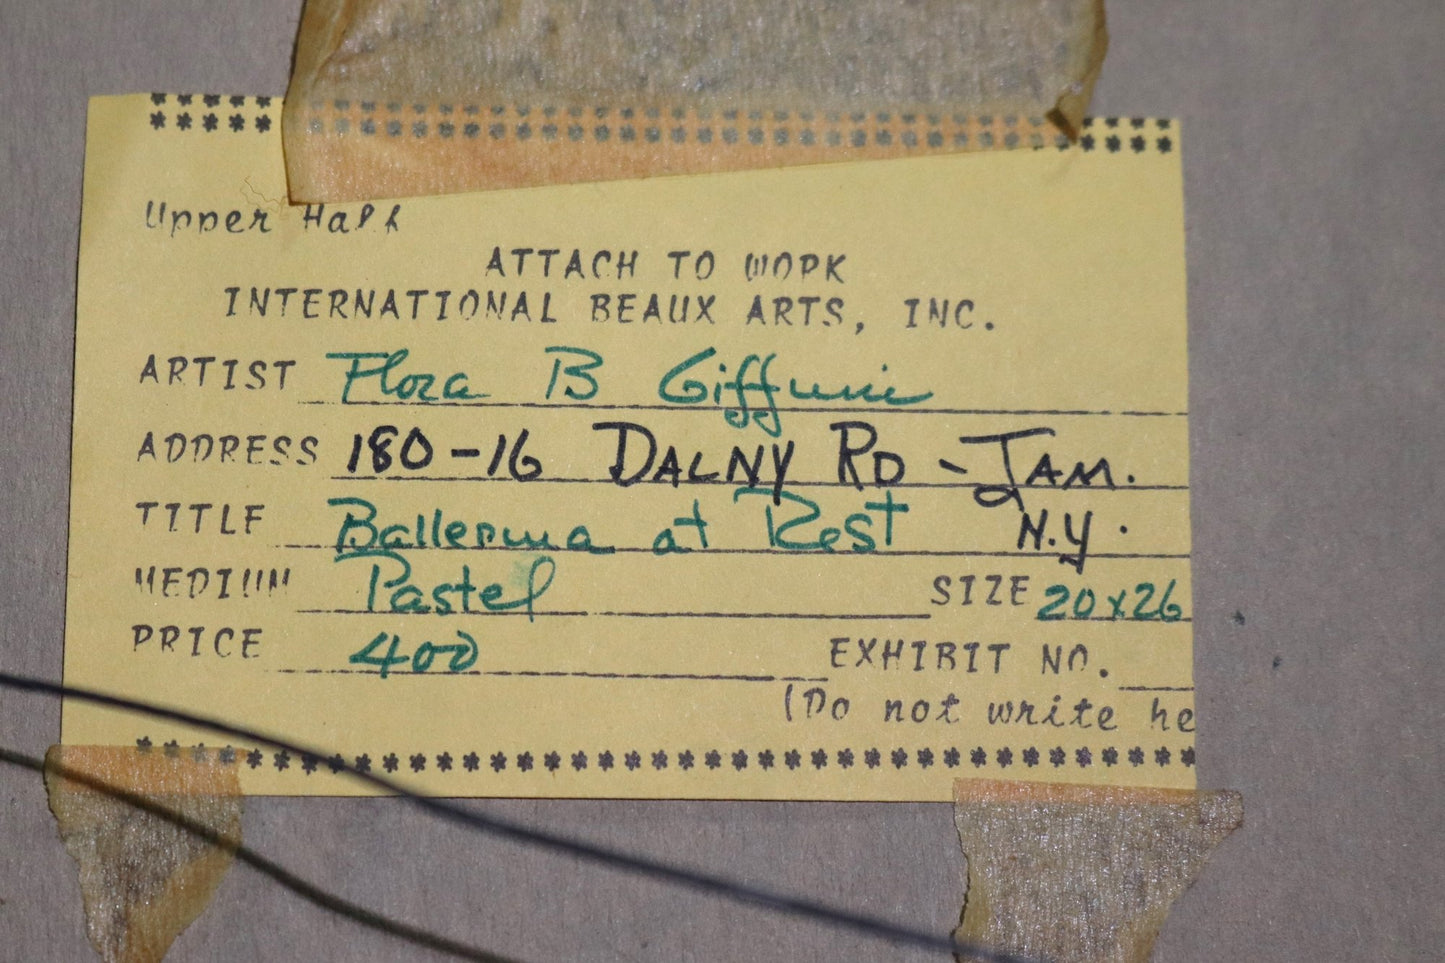 Upper Half
ATTACH TO WORK
INTERNATIONAL BEAUX ARTS, INC.
ARTIST Flora B Giffuni
ADDRESS 180-16 DALNY RD - JAM.
N.Y.
TITLE Ballerina at Rest
MEDIUM Pastel SIZE 20x26
PRICE 400 EXHIBIT NO.
(Do not write he